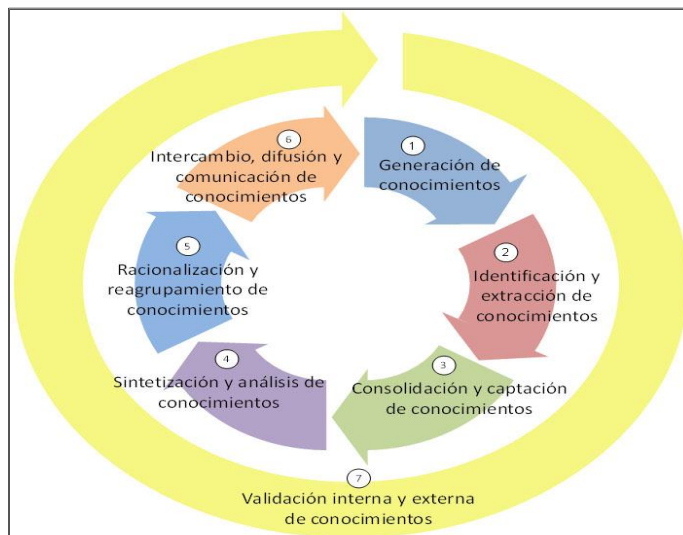 1
Generación de
conocimientos
2
Identificación y
extracción de
conocimientos
3
Consolidación y captación
de conocimientos
4
Sintetización y análisis de
conocimientos
5
Racionalización y
reagrupamiento de
conocimientos
6
Intercambio, difusión y
comunicación de
conocimientos
7
Validación interna y externa
de conocimientos